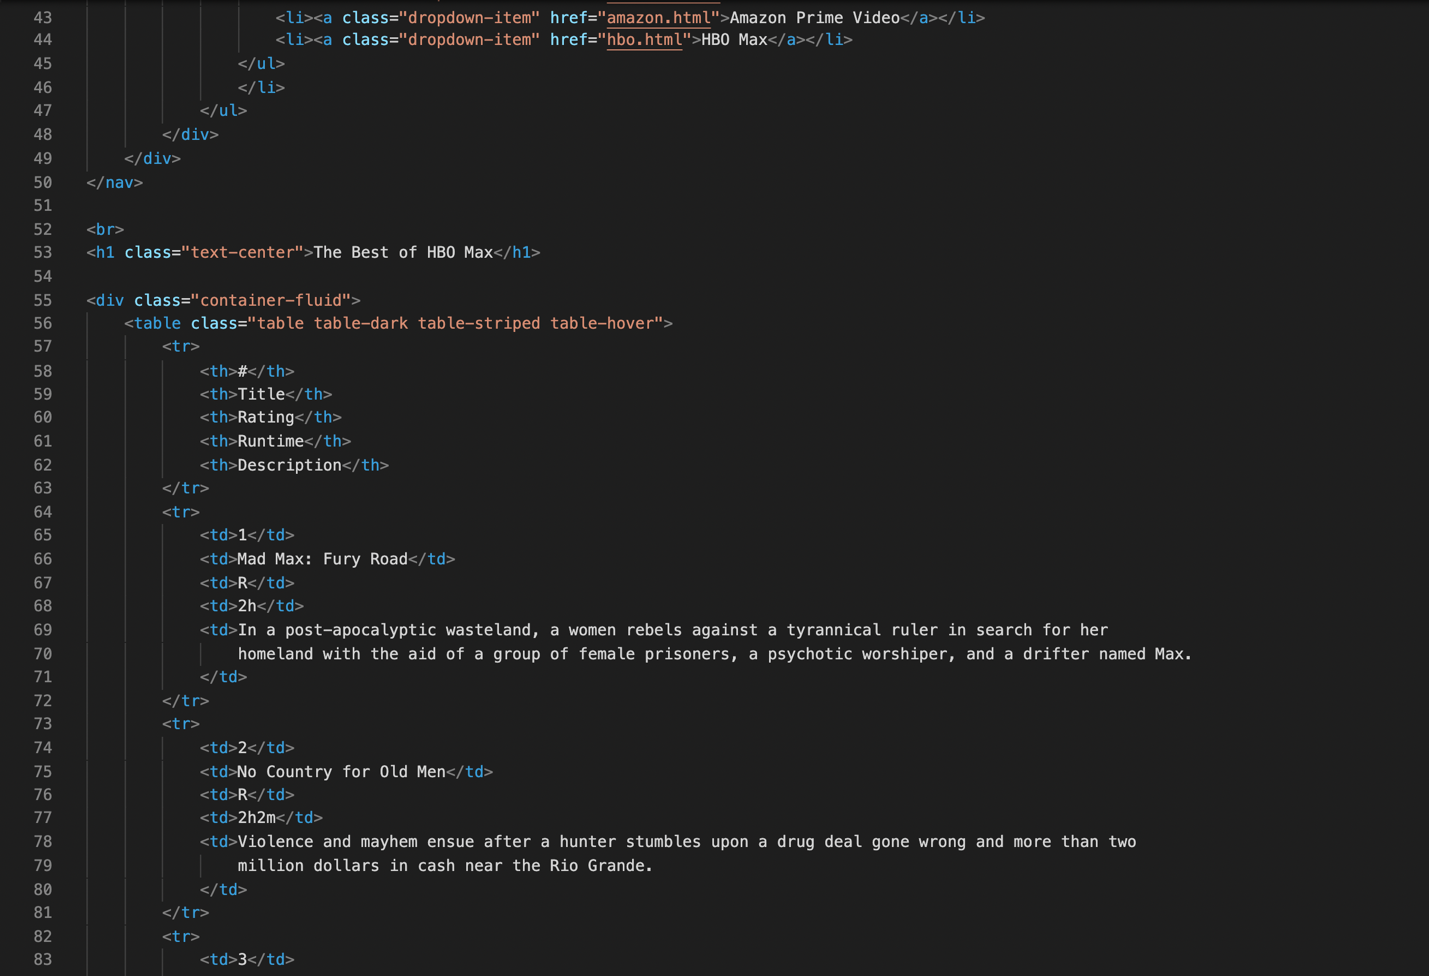 43 <li><a class="dropdown-item" href="amazon.html">Amazon Prime Video</a></li>
44 <li><a class="dropdown-item" href="hbo.html">HBO Max</a></li>
45 </ul>
46 </li>
47 </ul>
48 </div>
49 </div>
50 </nav>
51
52 <br>
53 <h1 class="text-center">The Best of HBO Max</h1>
54
55 <div class="container-fluid">
56 <table class="table table-dark table-striped table-hover">
57 <tr>
58 <th>#</th>
59 <th>Title</th>
60 <th>Rating</th>
61 <th>Runtime</th>
62 <th>Description</th>
63 </tr>
64 <tr>
65 <td>1</td>
66 <td>Mad Max: Fury Road</td>
67 <td>R</td>
68 <td>2h</td>
69 <td>In a post-apocalyptic wasteland, a women rebels against a tyrannical ruler in search for her
70 homeland with the aid of a group of female prisoners, a psychotic worshiper, and a drifter named Max.
71 </td>
72 </tr>
73 <tr>
74 <td>2</td>
75 <td>No Country for Old Men</td>
76 <td>R</td>
77 <td>2h2m</td>
78 <td>Violence and mayhem ensue after a hunter stumbles upon a drug deal gone wrong and more than two
79 million dollars in cash near the Rio Grande.
80 </td>
81 </tr>
82 <tr>
83 <td>3</td>